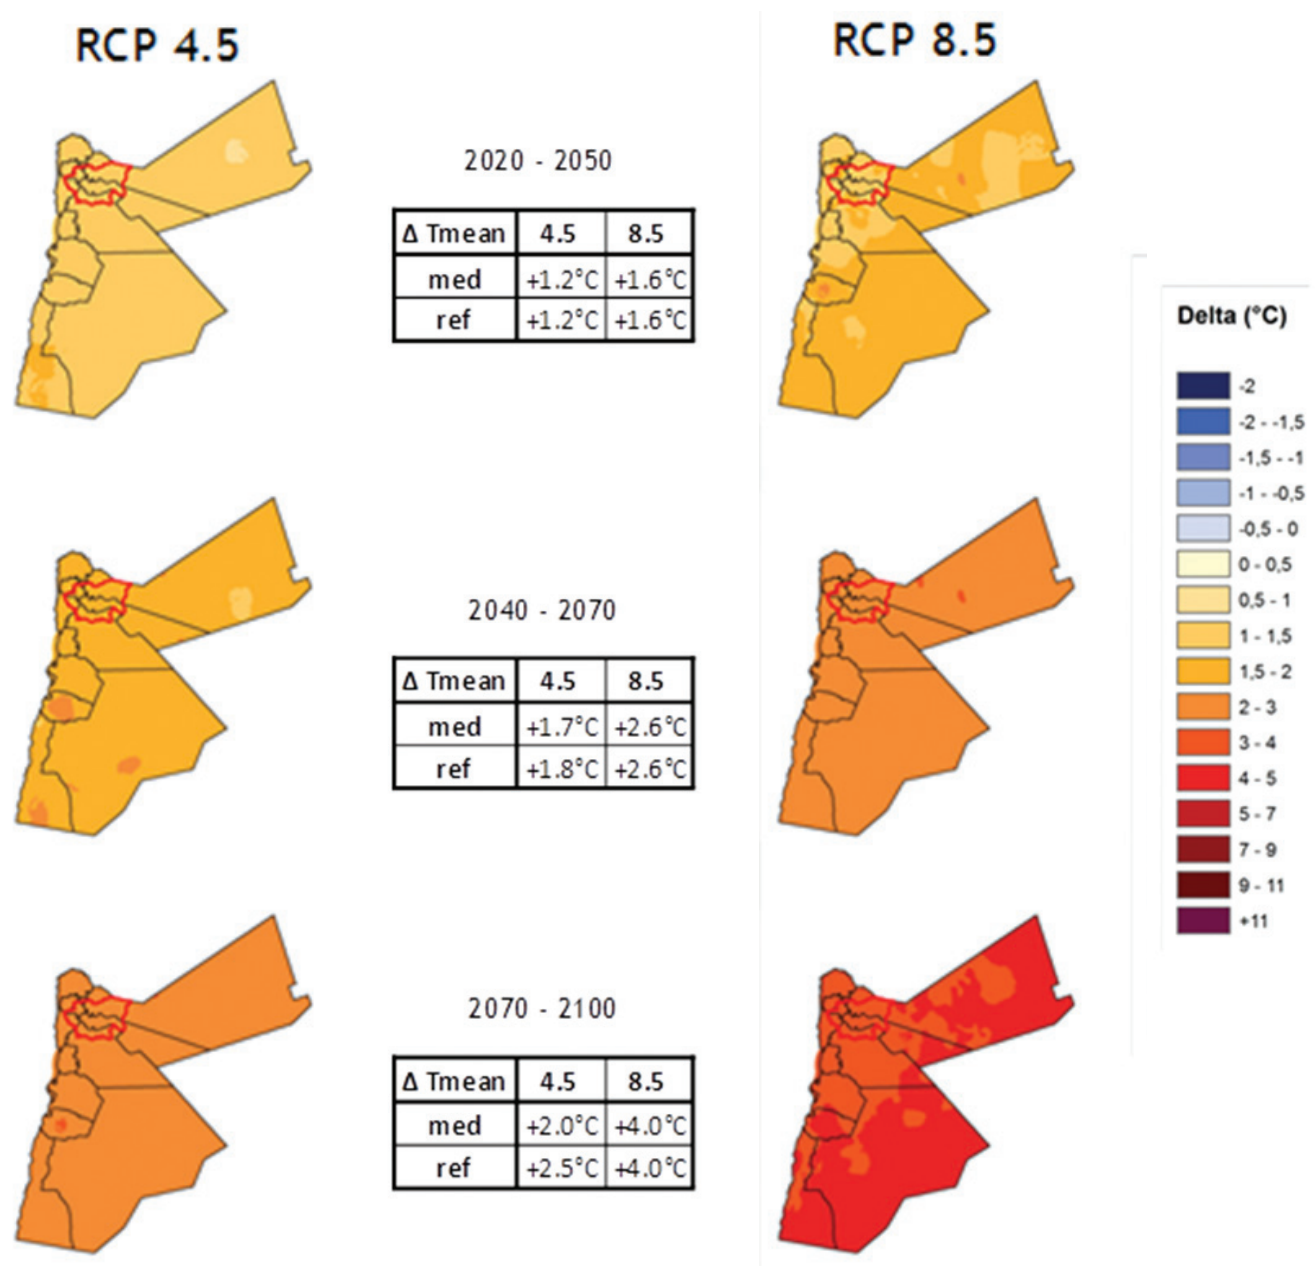 RCP 4.5
RCP 8.5
2020 - 2050
Δ Tmean 4.5 8.5
med +1.2°C +1.6°C
ref +1.2°C +1.6°C
2040 - 2070
Δ Tmean 4.5 8.5
med +1.7°C +2.6°C
ref +1.8°C +2.6°C
2070 - 2100
Δ Tmean 4.5 8.5
med +2.0°C +4.0°C
ref +2.5°C +4.0°C
Delta (°C)
-2
-2 - -1,5
-1,5 - -1
-1 - -0,5
-0,5 - 0
0 - 0,5
0,5 - 1
1 - 1,5
1,5 - 2
2 - 3
3 - 4
4 - 5
5 - 7
7 - 9
9 - 11
+11